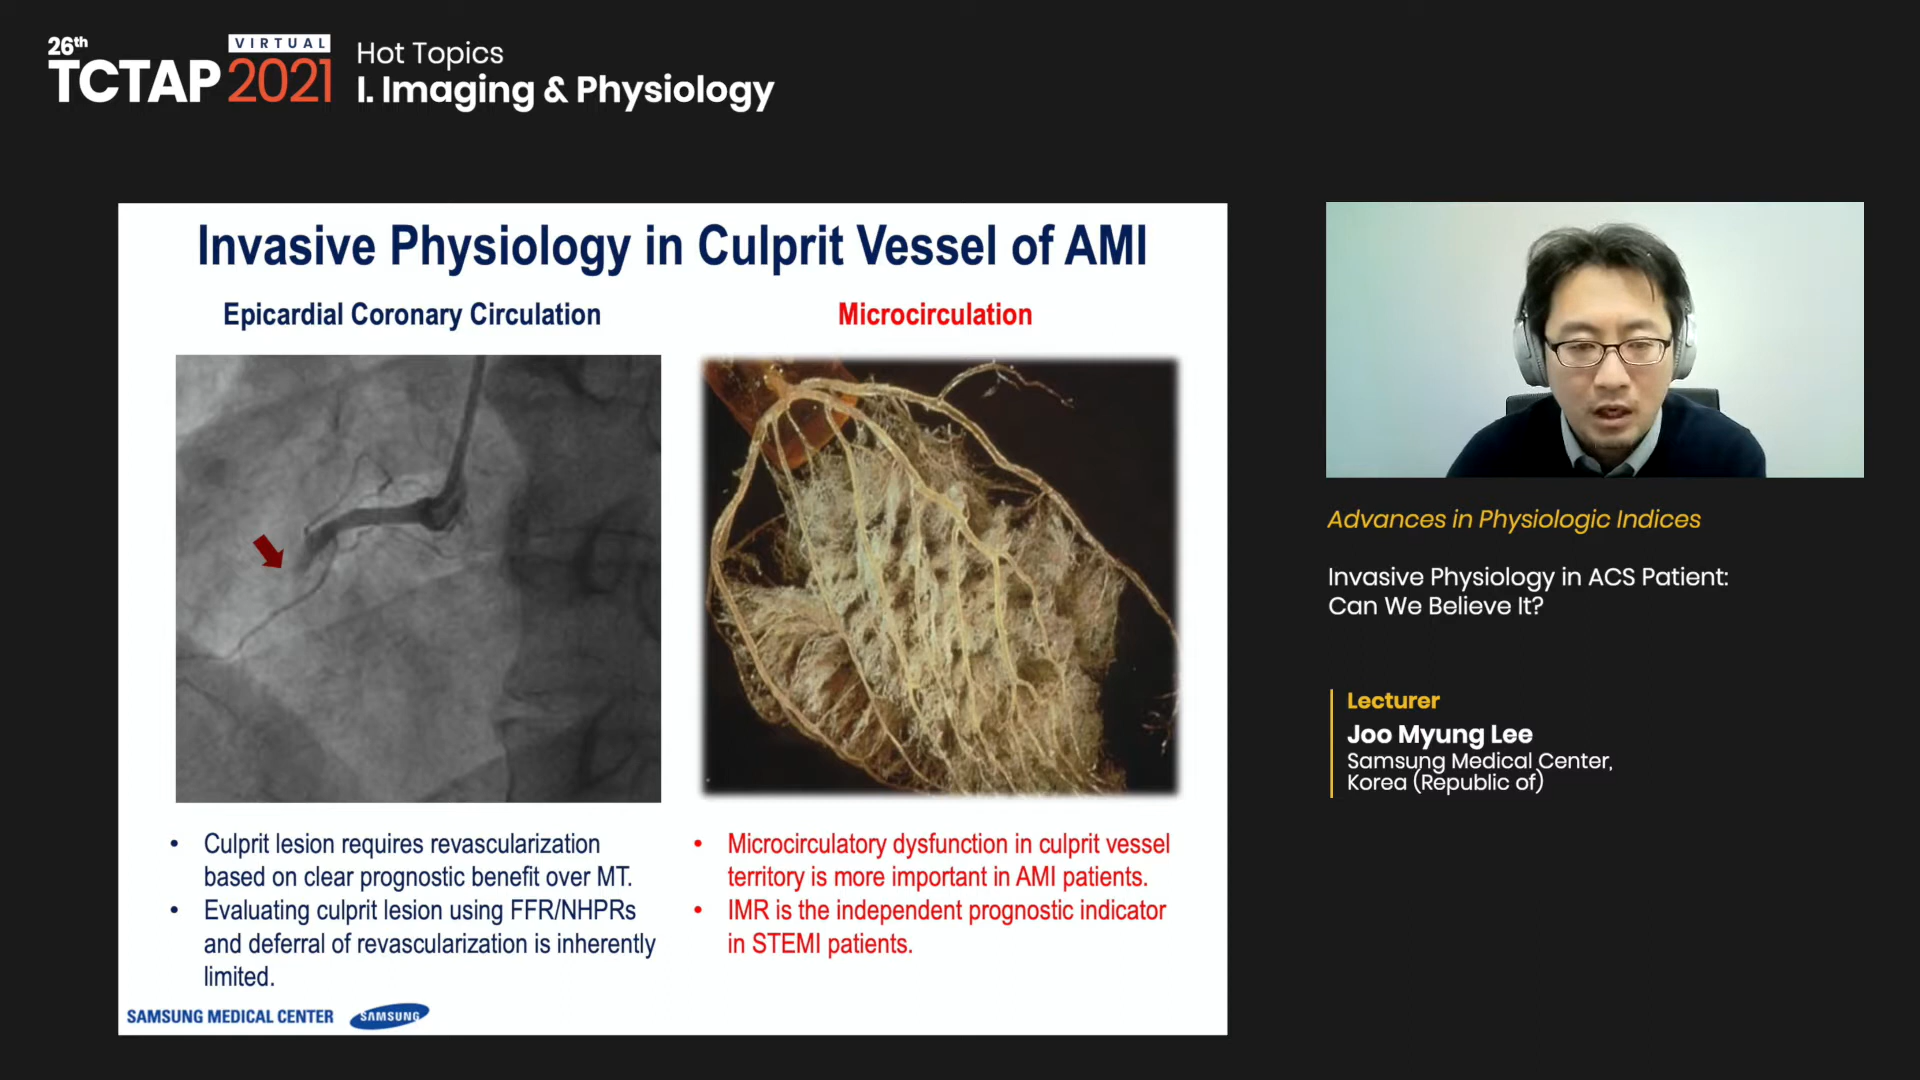 26th
VIRTUAL
TCTAP 2021
Hot Topics
I. Imaging & Physiology
Invasive Physiology in Culprit Vessel of AMI
Epicardial Coronary Circulation
Microcirculation
• Culprit lesion requires revascularization
based on clear prognostic benefit over MT.
• Evaluating culprit lesion using FFR/NHPRs
and deferral of revascularization is inherently
limited.
• Microcirculatory dysfunction in culprit vessel
territory is more important in AMI patients.
• IMR is the independent prognostic indicator
in STEMI patients.
SAMSUNG MEDICAL CENTER
SAMSUNG
Advances in Physiologic Indices
Invasive Physiology in ACS Patient:
Can We Believe It?
Lecturer
Joo Myung Lee
Samsung Medical Center,
Korea (Republic of)